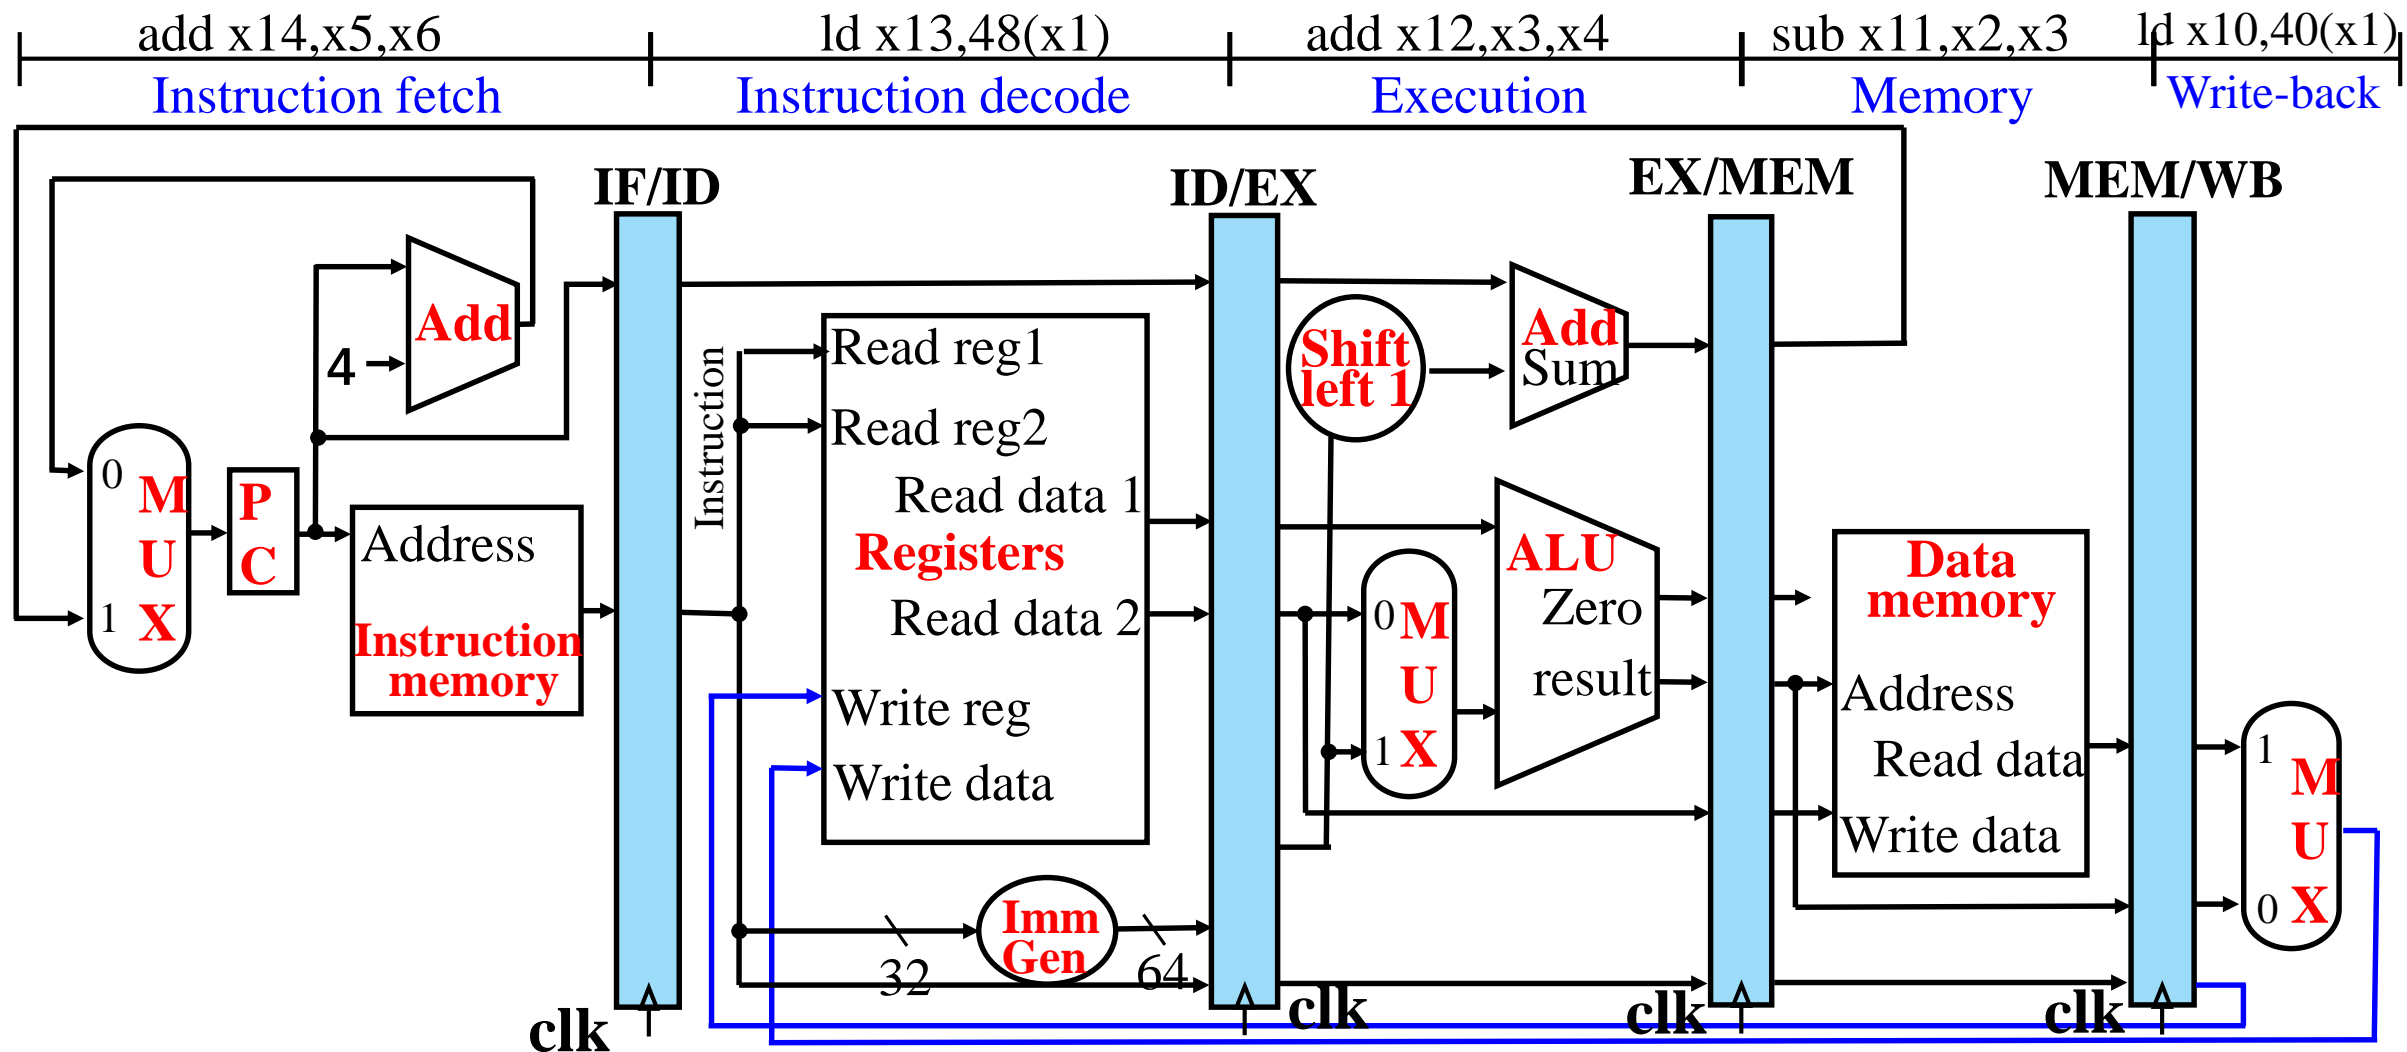 add x14,x5,x6
ld x13,48(x1)
add x12,x3,x4
sub x11,x2,x3
ld x10,40(x1)
Instruction fetch
Instruction decode
Execution
Memory
Write-back
IF/ID
ID/EX
EX/MEM
MEM/WB
Add
4
0
M
U
X
1
P
C
Address
Instruction
memory
Instruction
Read reg1
Read reg2
Read data 1
Registers
Read data 2
Write reg
Write data
Imm
Gen
32
64
Shift
left 1
Add
Sum
0
M
U
X
1
ALU
Zero
result
Data
memory
Address
Read data
Write data
1
M
U
X
0
clk
clk
clk
clk